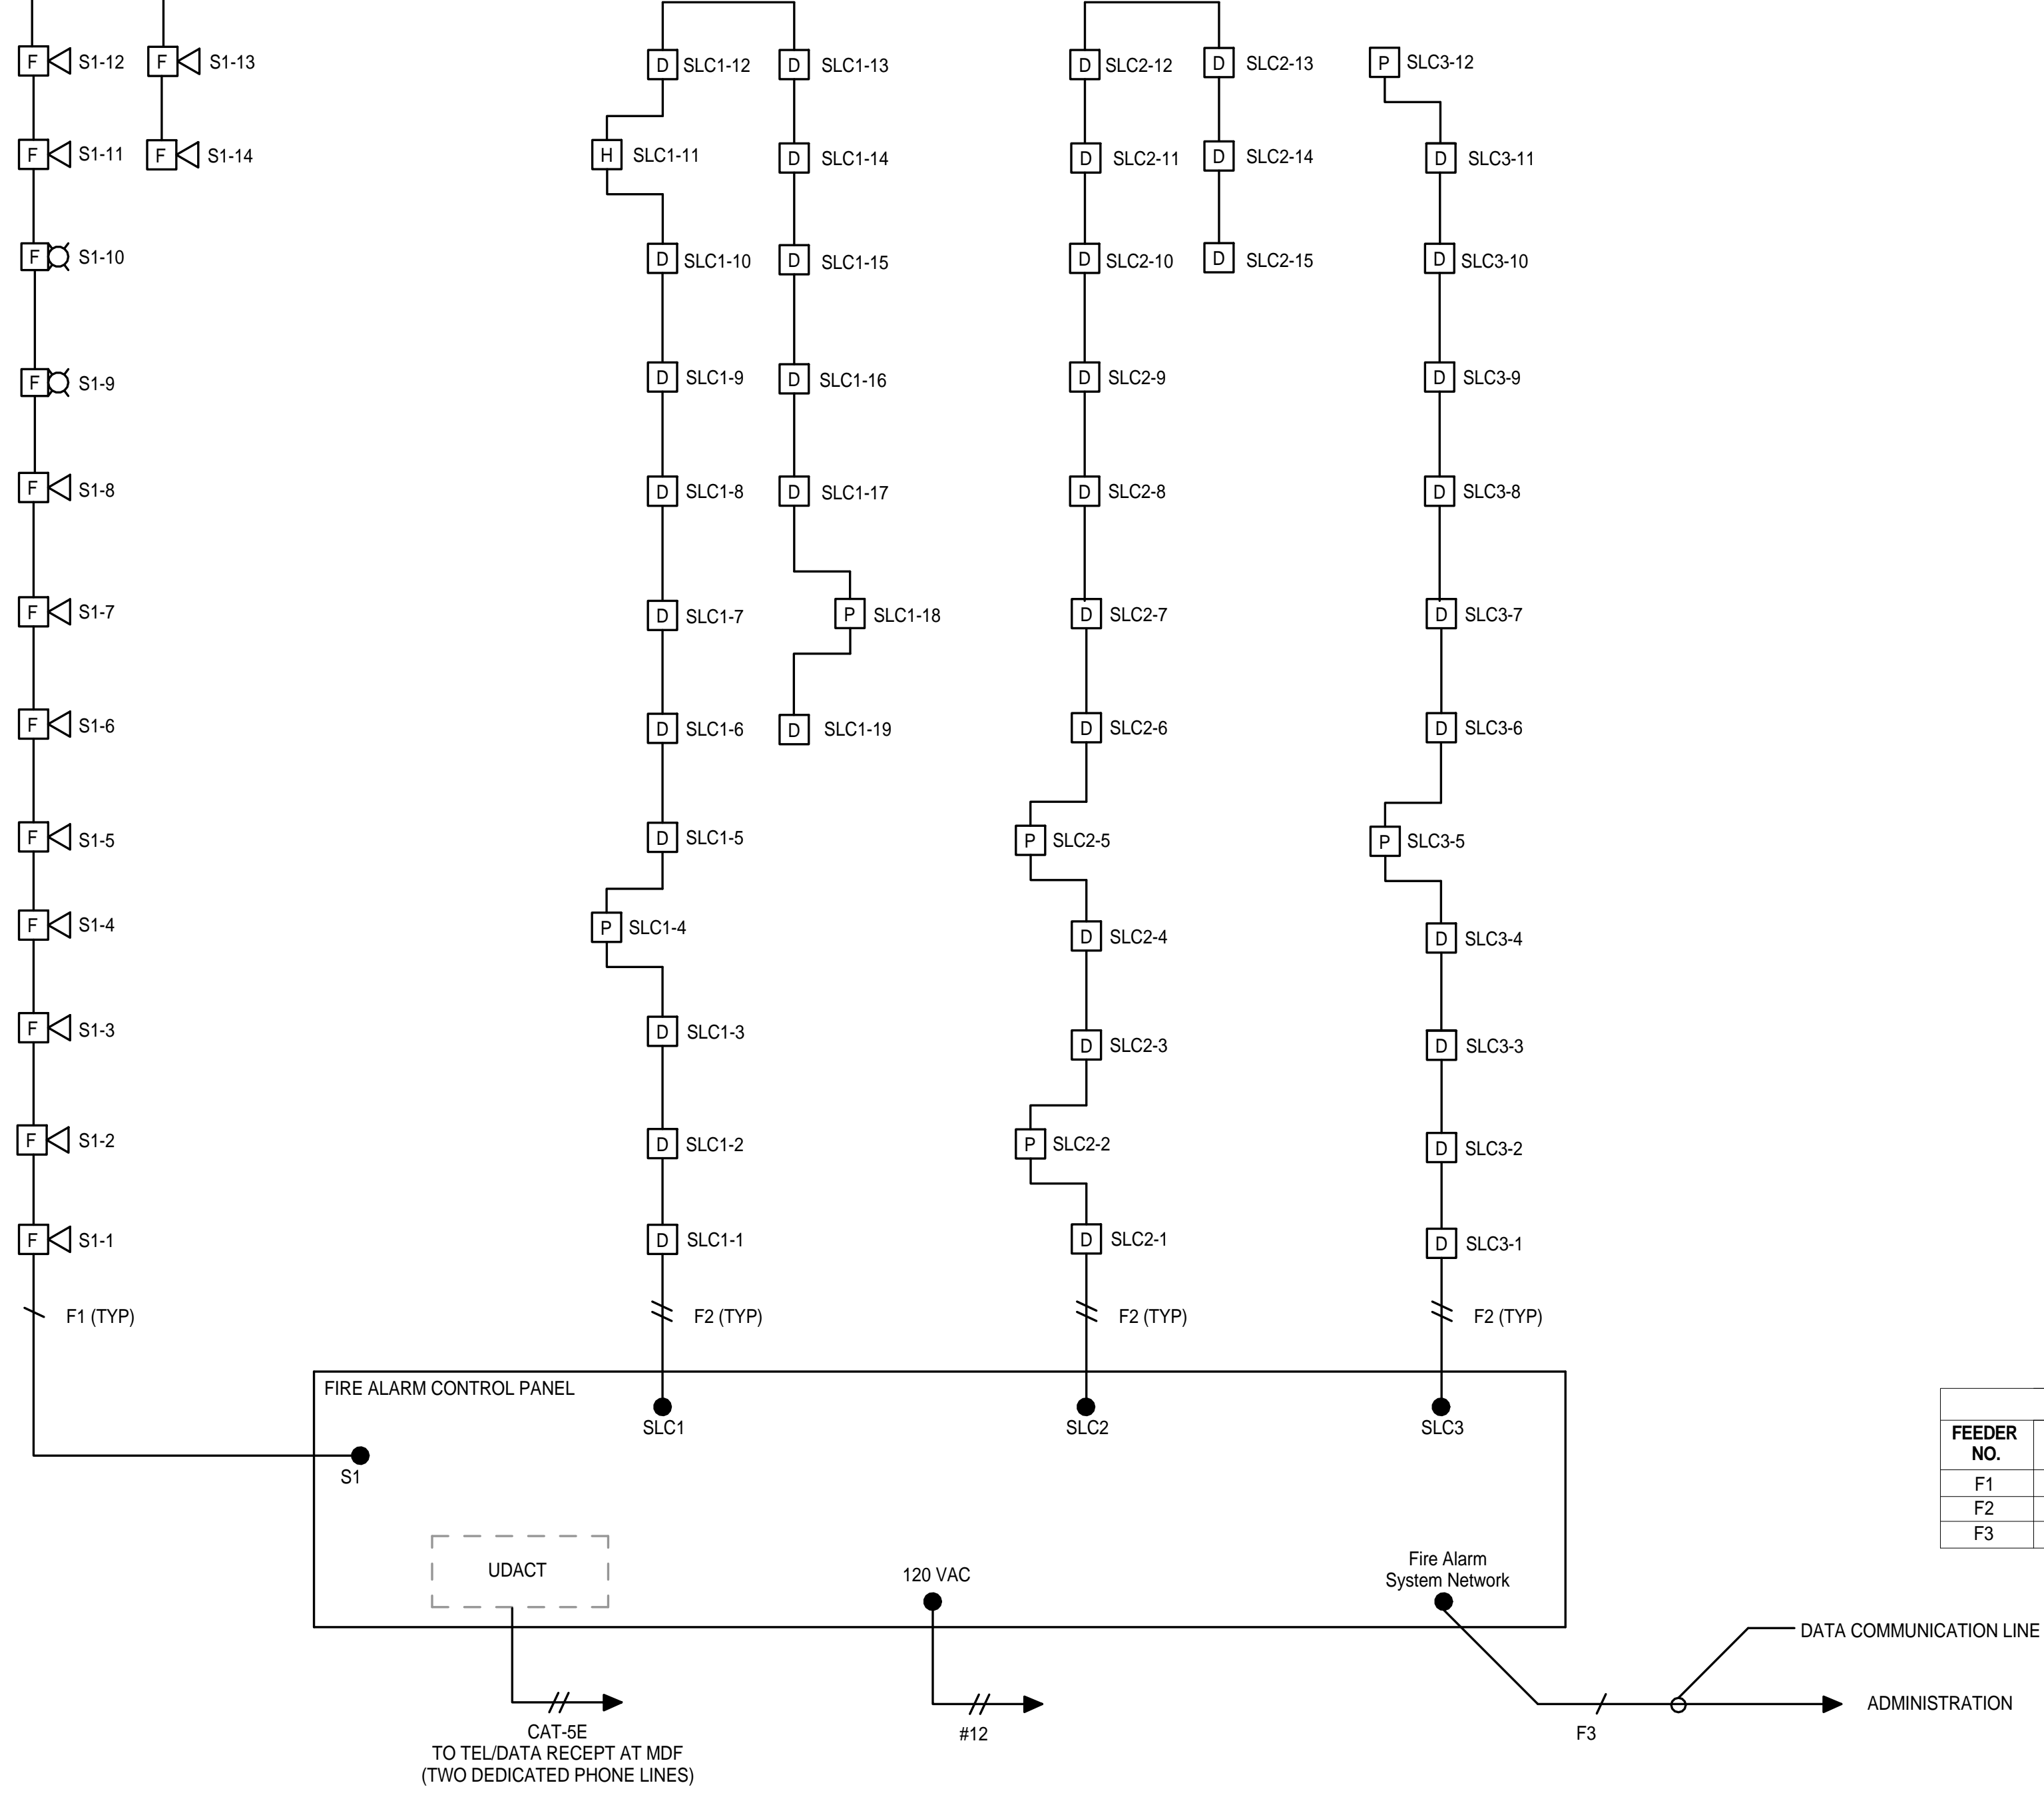 F S1-12 F S1-13 D SLC1-12 D SLC1-13 D SLC2-12 D SLC2-13 P SLC3-12
F S1-11 F S1-14 H SLC1-11 D SLC1-14 D SLC2-11 D SLC2-14 D SLC3-11
F S1-10 D SLC1-10 D SLC1-15 D SLC2-10 D SLC2-15 D SLC3-10
F S1-9 D SLC1-9 D SLC1-16 D SLC2-9 D SLC3-9
F S1-8 D SLC1-8 D SLC1-17 D SLC2-8 D SLC3-8
F S1-7 D SLC1-7 P SLC1-18 D SLC2-7 D SLC3-7
F S1-6 D SLC1-6 D SLC1-19 D SLC2-6 D SLC3-6
F S1-5 D SLC1-5 P SLC2-5 P SLC3-5
F S1-4 P SLC1-4 D SLC2-4 D SLC3-4
F S1-3 D SLC1-3 D SLC2-3 D SLC3-3
F S1-2 D SLC1-2 P SLC2-2 D SLC3-2
F S1-1 D SLC1-1 D SLC2-1 D SLC3-1
F1 (TYP) F2 (TYP) F2 (TYP) F2 (TYP)
FIRE ALARM CONTROL PANEL
SLC1 SLC2 SLC3
S1
FEEDER
NO.
F1
F2
F3
UDACT
120 VAC
Fire Alarm
System Network
DATA COMMUNICATION LINE
ADMINISTRATION
CAT-5E
TO TEL/DATA RECEPT AT MDF
(TWO DEDICATED PHONE LINES)
#12
F3